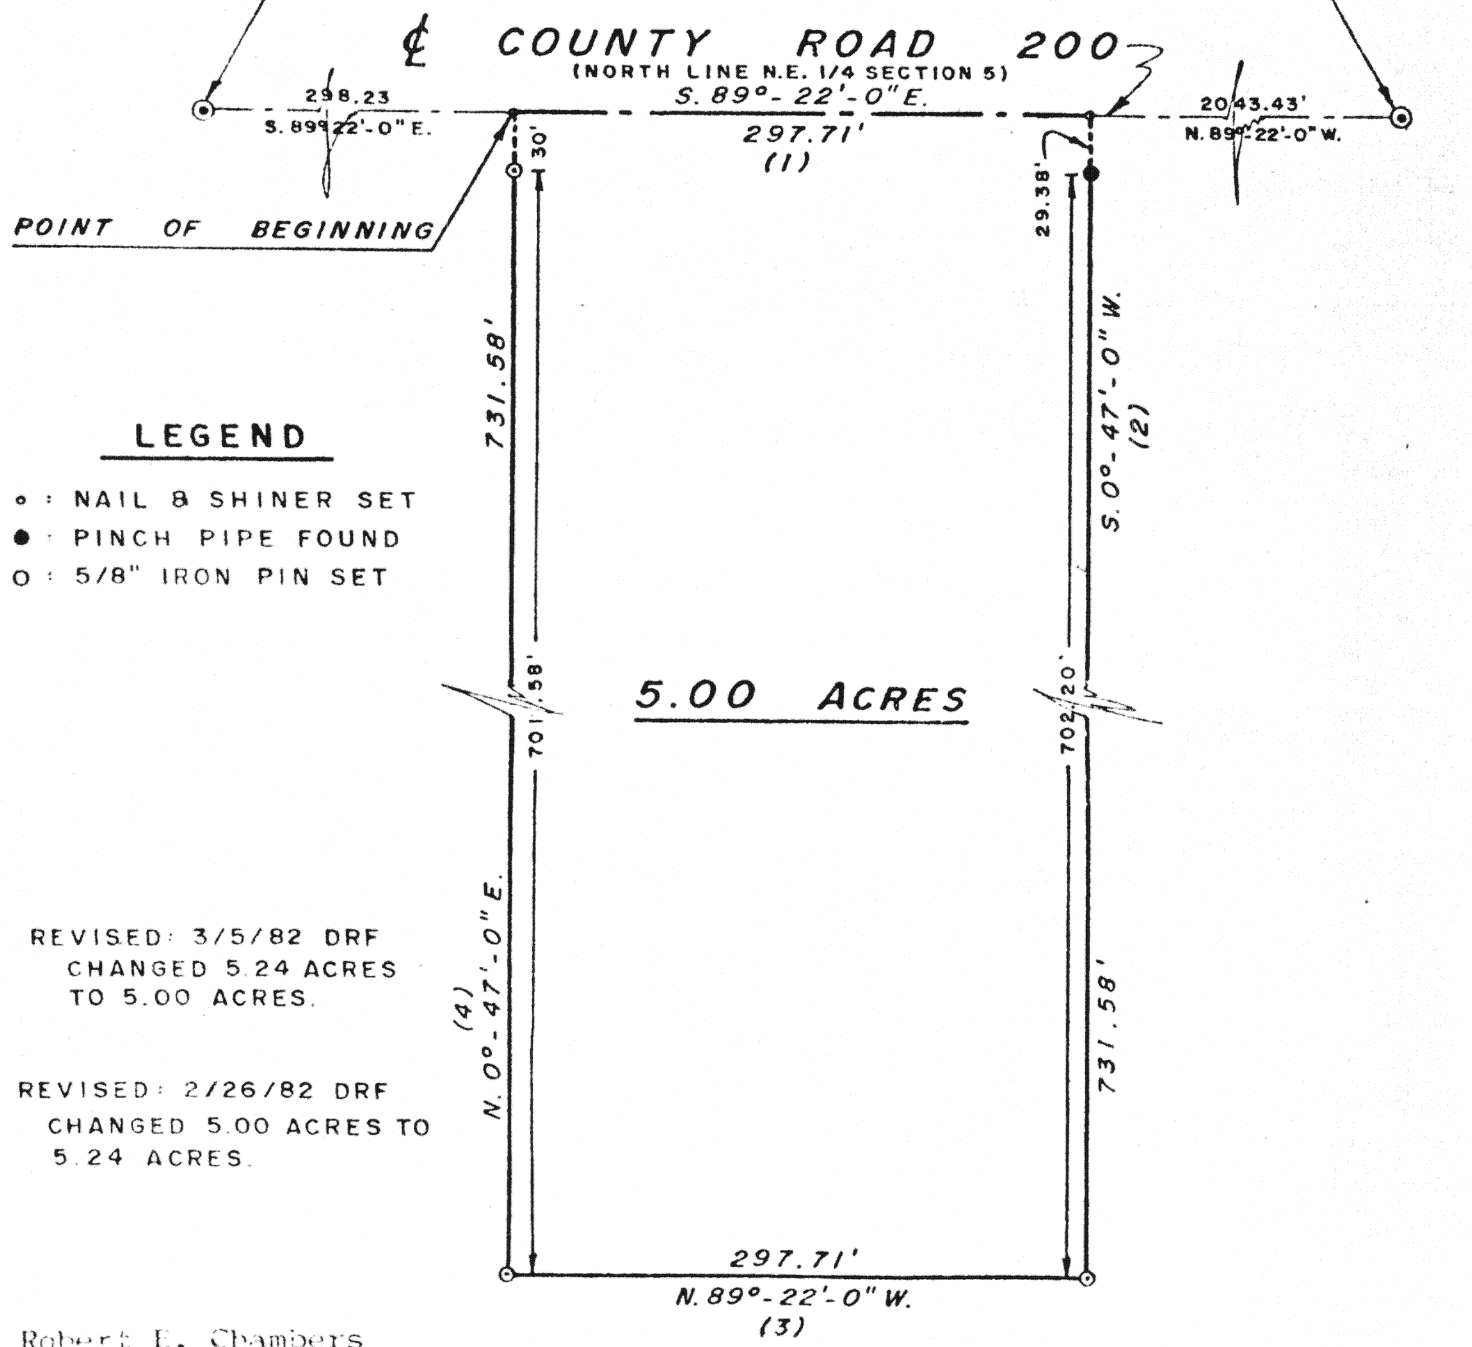 ℄ COUNTY ROAD 200
(NORTH LINE N.E. 1/4 SECTION 5)
298.23
S. 89°22'-0" E.
S. 89°-22'-0" E.
297.71'
(1)
2043.43'
N. 89°-22'-0" W.
30'
29.38'
POINT OF BEGINNING
731.58'
S. 0°-47'-0" W.
(2)
LEGEND
: NAIL & SHINER SET
: PINCH PIPE FOUND
: 5/8" IRON PIN SET
701.58'
5.00 ACRES
702.20'
(4)
N. 0°-47'-0" E.
731.58'
REVISED: 3/5/82 DRF
CHANGED 5.24 ACRES
TO 5.00 ACRES.
REVISED: 2/26/82 DRF
CHANGED 5.00 ACRES TO
5.24 ACRES.
297.71'
N. 89°-22'-0" W.
(3)
Robert E. Chambers